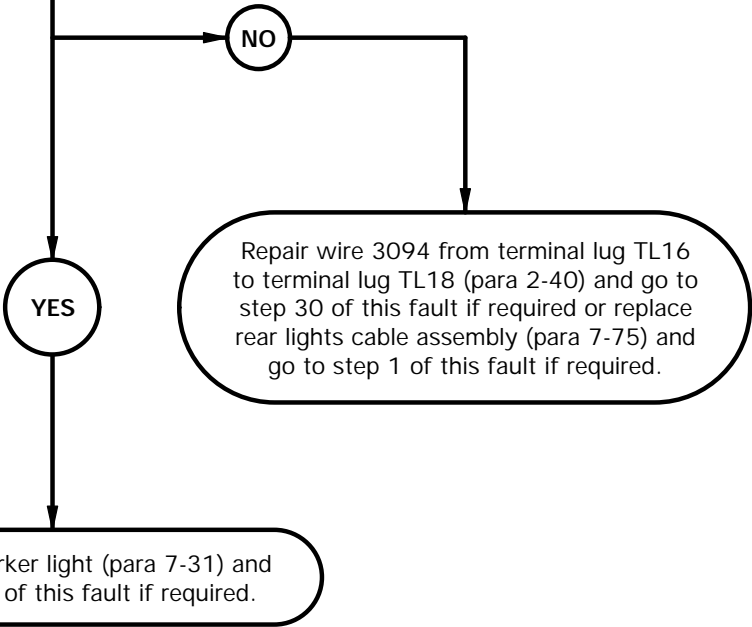 NO
Repair wire 3094 from terminal lug TL16
to terminal lug TL18 (para 2-40) and go to
step 30 of this fault if required or replace
rear lights cable assembly (para 7-75) and
go to step 1 of this fault if required.
YES
light (para 7-31) and
of this fault if required.